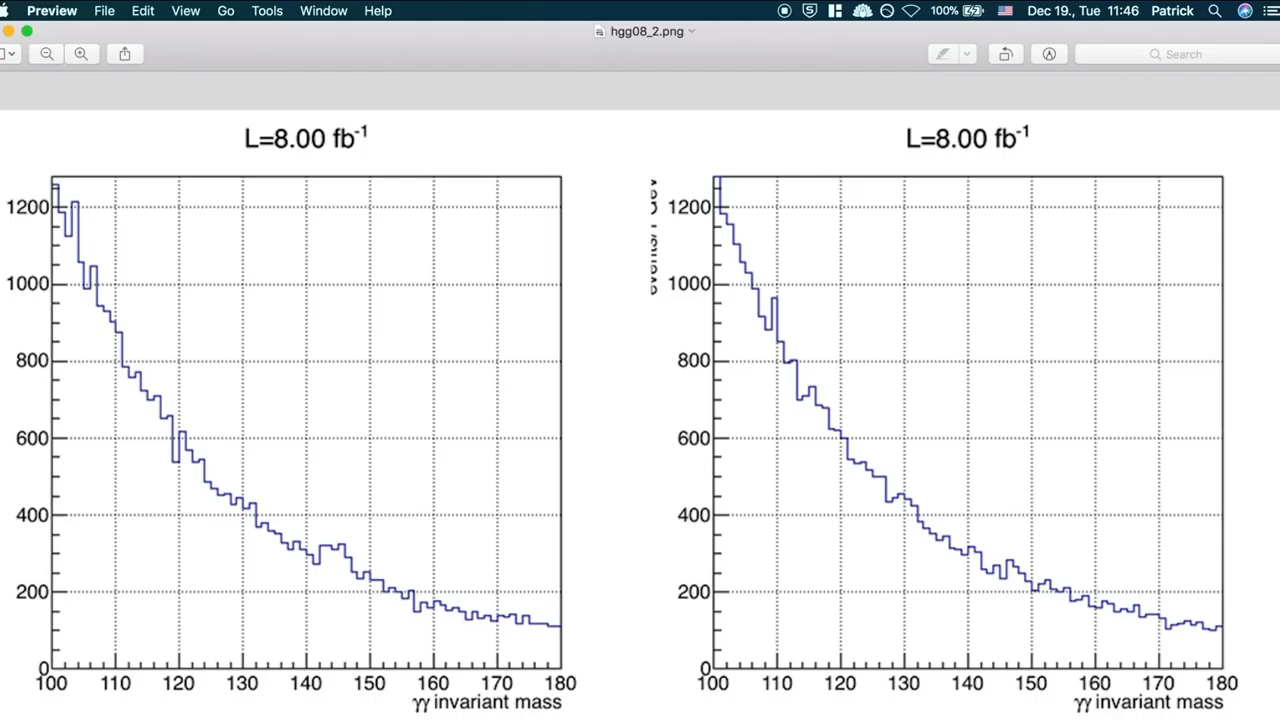 Preview File Edit View Go Tools Window Help 100% Dec 19., Tue 11:46 Patrick
hgg08_2.png
Search
L=8.00 fb-1
1200
1000
800
600
400
200
0
100 110 120 130 140 150 160 170 180
γγ invariant mass
L=8.00 fb-1
1200
1000
800
600
400
200
0
100 110 120 130 140 150 160 170 180
γγ invariant mass